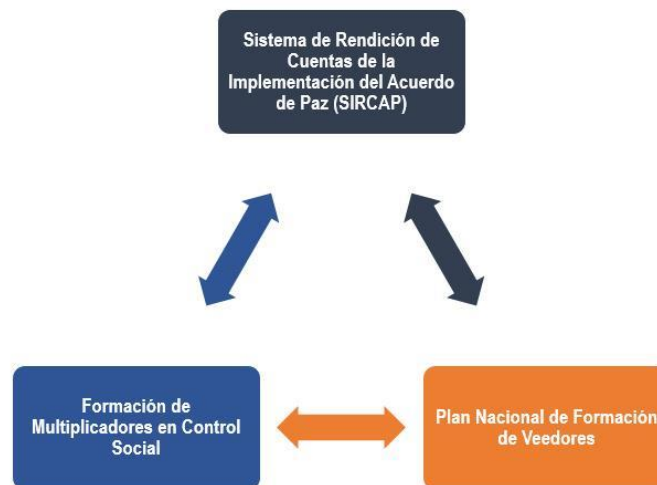 Sistema de Rendición de
Cuentas de la
Implementación del Acuerdo
de Paz (SIRCAP)
Formación de
Multiplicadores en Control
Social
Plan Nacional de Formación
de Veedores